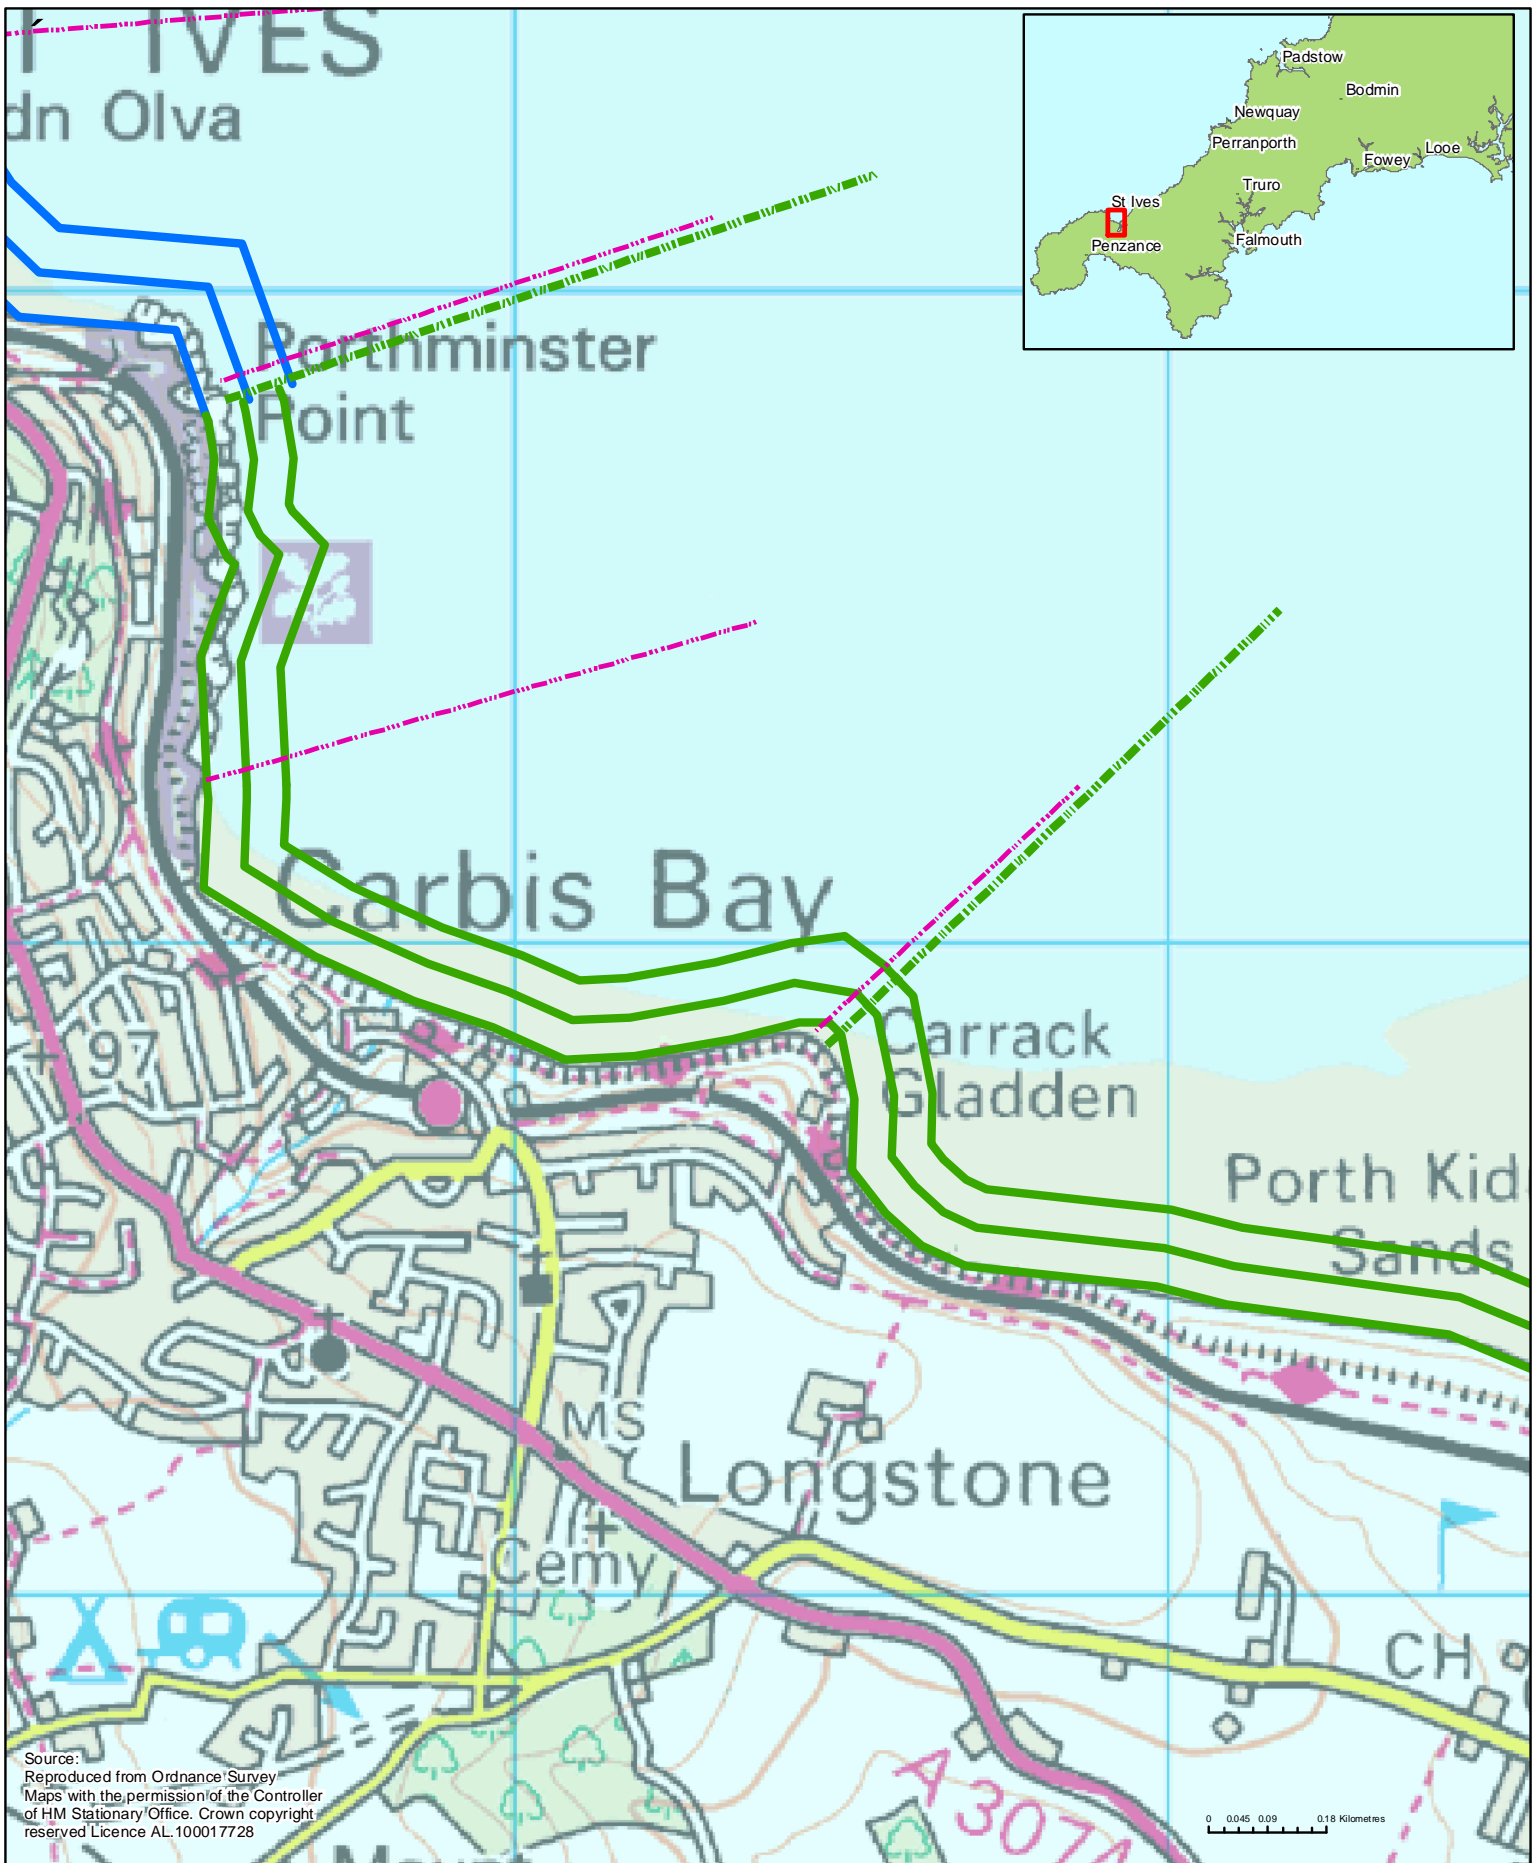 IVES
dn Olva
Padstow
Bodmin
Newquay
Perranporth
Looe
Fowey
Truro
St Ives
Falmouth
Penzance
Porthminster
Point
Carbis Bay
Carrack
Gladden
97
Porth Kid
Sands
MS
Longstone
Cemy
CH
A 3074
Source:
Reproduced from Ordnance Survey
Maps with the permission of the Controller
of HM Stationary Office. Crown copyright
reserved Licence AL.100017728
0 0.045 0.09 0.18 Kilometres